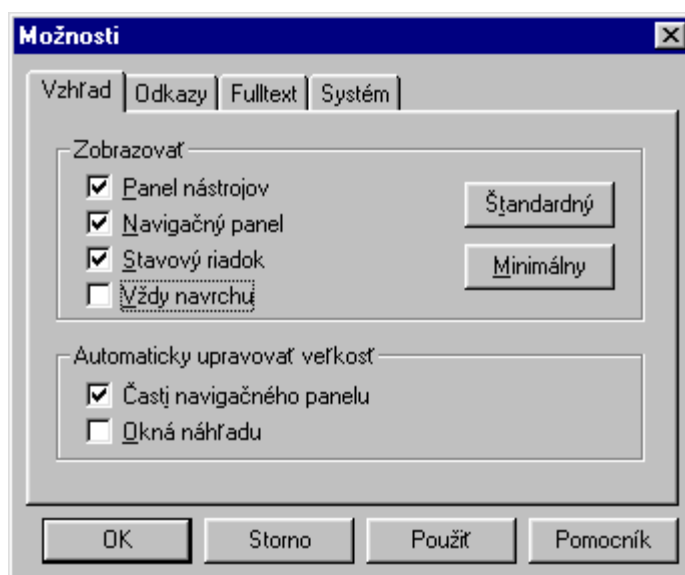 Možnosti
Vzhľad Odkazy Fulltext Systém
Zobrazovať
Panel nástrojov
Navigačný panel
Stavový riadok
Vždy navrchu
Štandardný
Minimálny
Automaticky upravovať veľkosť
Časti navigačného panelu
Okná náhľadu
OK Storno Použiť Pomocník